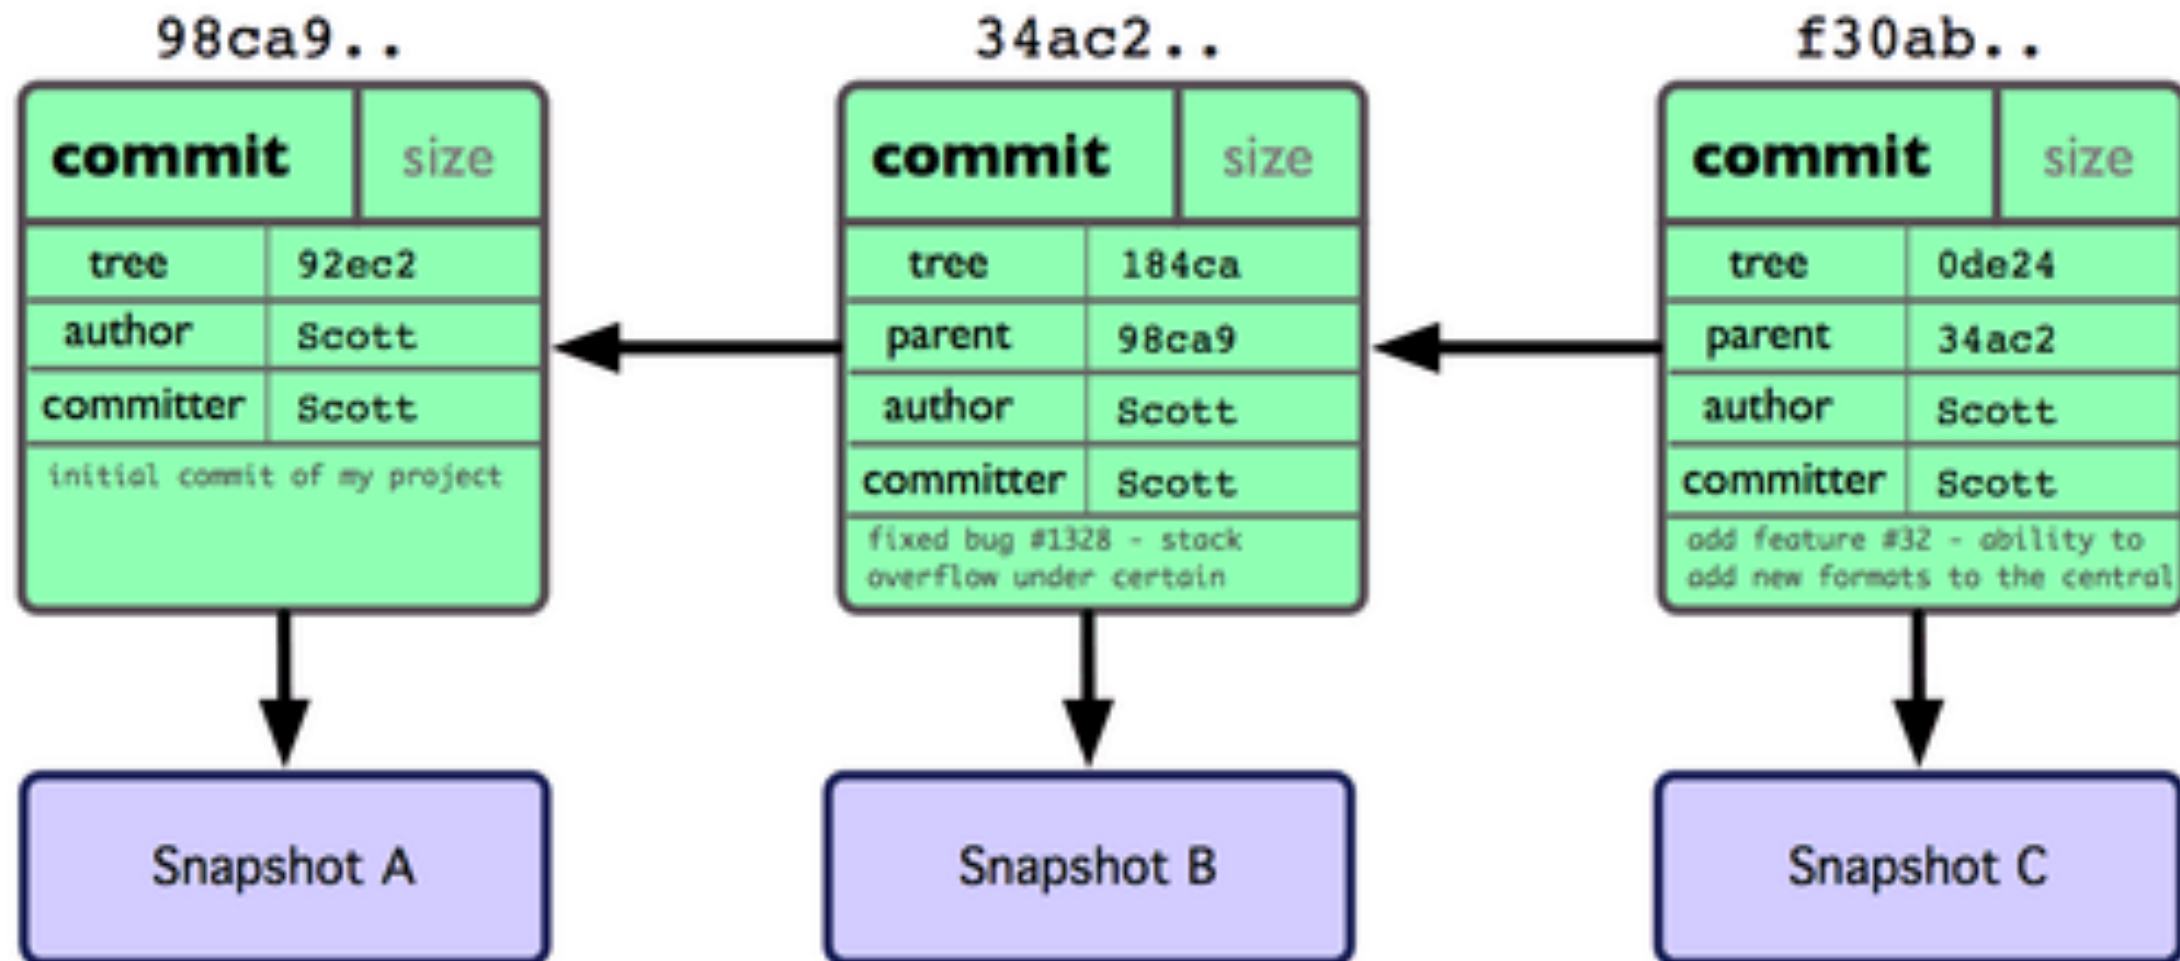 98ca9..
commit size
tree 92ec2
author Scott
committer Scott
initial commit of my project
Snapshot A
34ac2..
commit size
tree 184ca
parent 98ca9
author Scott
committer Scott
fixed bug #1328 - stack
overflow under certain
Snapshot B
f30ab..
commit size
tree 0de24
parent 34ac2
author Scott
committer Scott
add feature #32 - ability to
add new formats to the central
Snapshot C